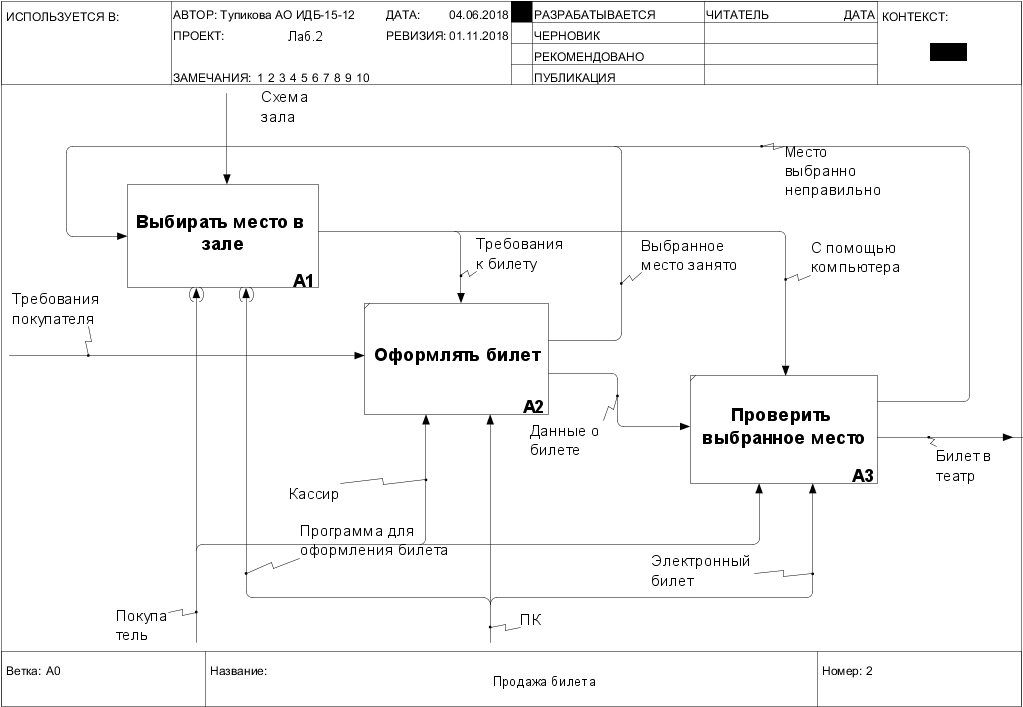 ИСПОЛЬЗУЕТСЯ В:
АВТОР: Тупикова АО ИДБ-15-12
ДАТА: 04.06.2018
РАЗРАБАТЫВАЕТСЯ
ЧИТАТЕЛЬ
ДАТА
КОНТЕКСТ:
ПРОЕКТ: Лаб.2
РЕВИЗИЯ: 01.11.2018
ЧЕРНОВИК
РЕКОМЕНДОВАНО
ЗАМЕЧАНИЯ: 1 2 3 4 5 6 7 8 9 10
ПУБЛИКАЦИЯ
Схема
зала
Место
выбранно
неправильно
Выбирать место в
зале
A1
Требования
к билету
Выбранное
место занято
С помощью
компьютера
Требования
покупателя
Оформлять билет
A2
Проверить
выбранное место
A3
Данные о
билете
Билет в
театр
Кассир
Программа для
оформления билета
Электронный
билет
Покупа
тель
ПК
Ветка: A0
Название:
Продажа билета
Номер: 2